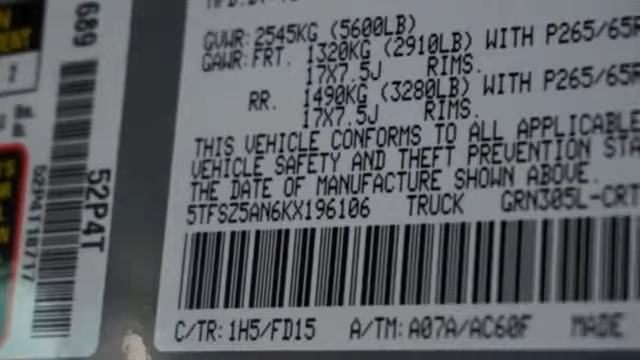 GVWR: 2545KG (5600LB)
GAWR: FRT. 1320KG (2910LB) WITH P265/65R
17X7.5J RIMS.
RR. 1490KG (3280LB) WITH P265/65R
17X7.5J RIMS.
THIS VEHICLE CONFORMS TO ALL APPLICABLE
VEHICLE SAFETY AND THEFT PREVENTION STA
THE DATE OF MANUFACTURE SHOWN ABOVE.
5TFSZ5AN6KX196106 TRUCK GRN305L-CRT
C/TR: 1H5/FD15 A/TM: A07A/AC60F MADE
689
52P4T
52P4T18717
2